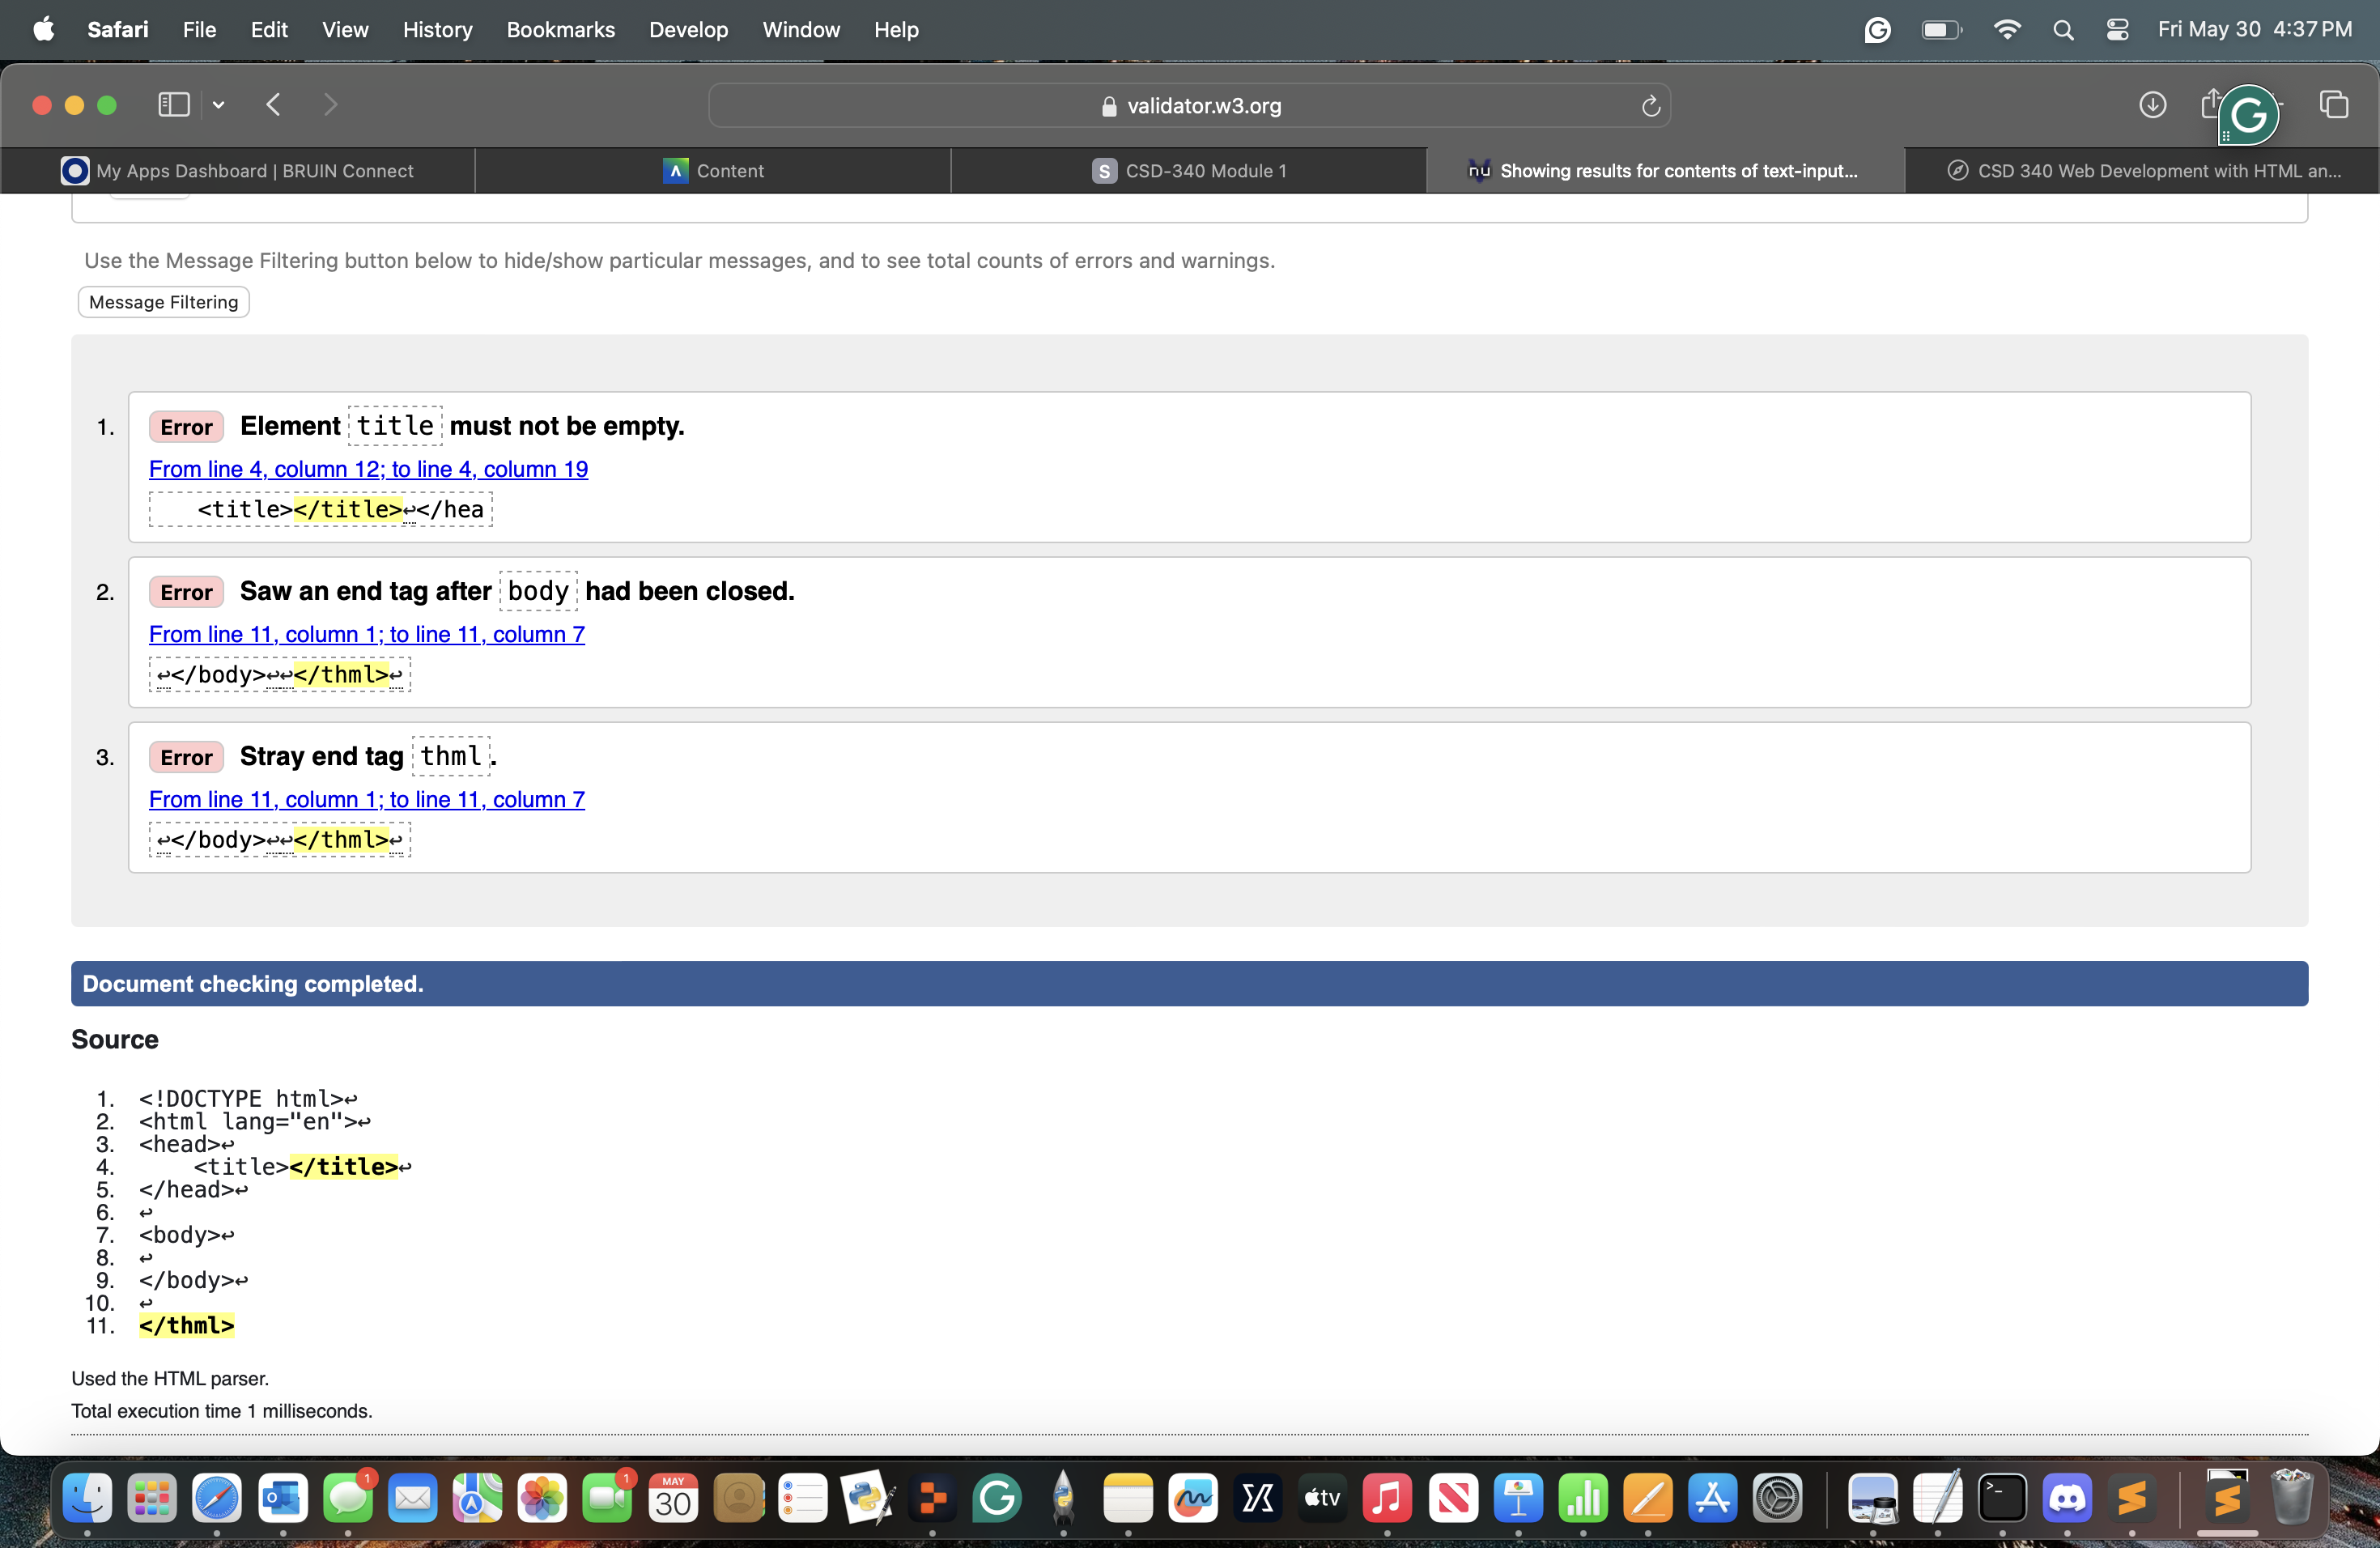 Safari File Edit View History Bookmarks Develop Window Help Fri May 30 4:37 PM
validator.w3.org
My Apps Dashboard | BRUIN Connect
Content
S CSD-340 Module 1
nu Showing results for contents of text-input...
CSD 340 Web Development with HTML an...
Use the Message Filtering button below to hide/show particular messages, and to see total counts of errors and warnings.
Message Filtering
1. Error Element title must not be empty.
From line 4, column 12; to line 4, column 19
<title></title>↩</hea
2. Error Saw an end tag after body had been closed.
From line 11, column 1; to line 11, column 7
↩</body>↩↩</thml>↩
3. Error Stray end tag thml.
From line 11, column 1; to line 11, column 7
↩</body>↩↩</thml>↩
Document checking completed.
Source
1. <!DOCTYPE html>↩
2. <html lang="en">↩
3. <head>↩
4. <title></title>↩
5. </head>↩
6. ↩
7. <body>↩
8. ↩
9. </body>↩
10. ↩
11. </thml>
Used the HTML parser.
Total execution time 1 milliseconds.
1 1 MAY
30 tv